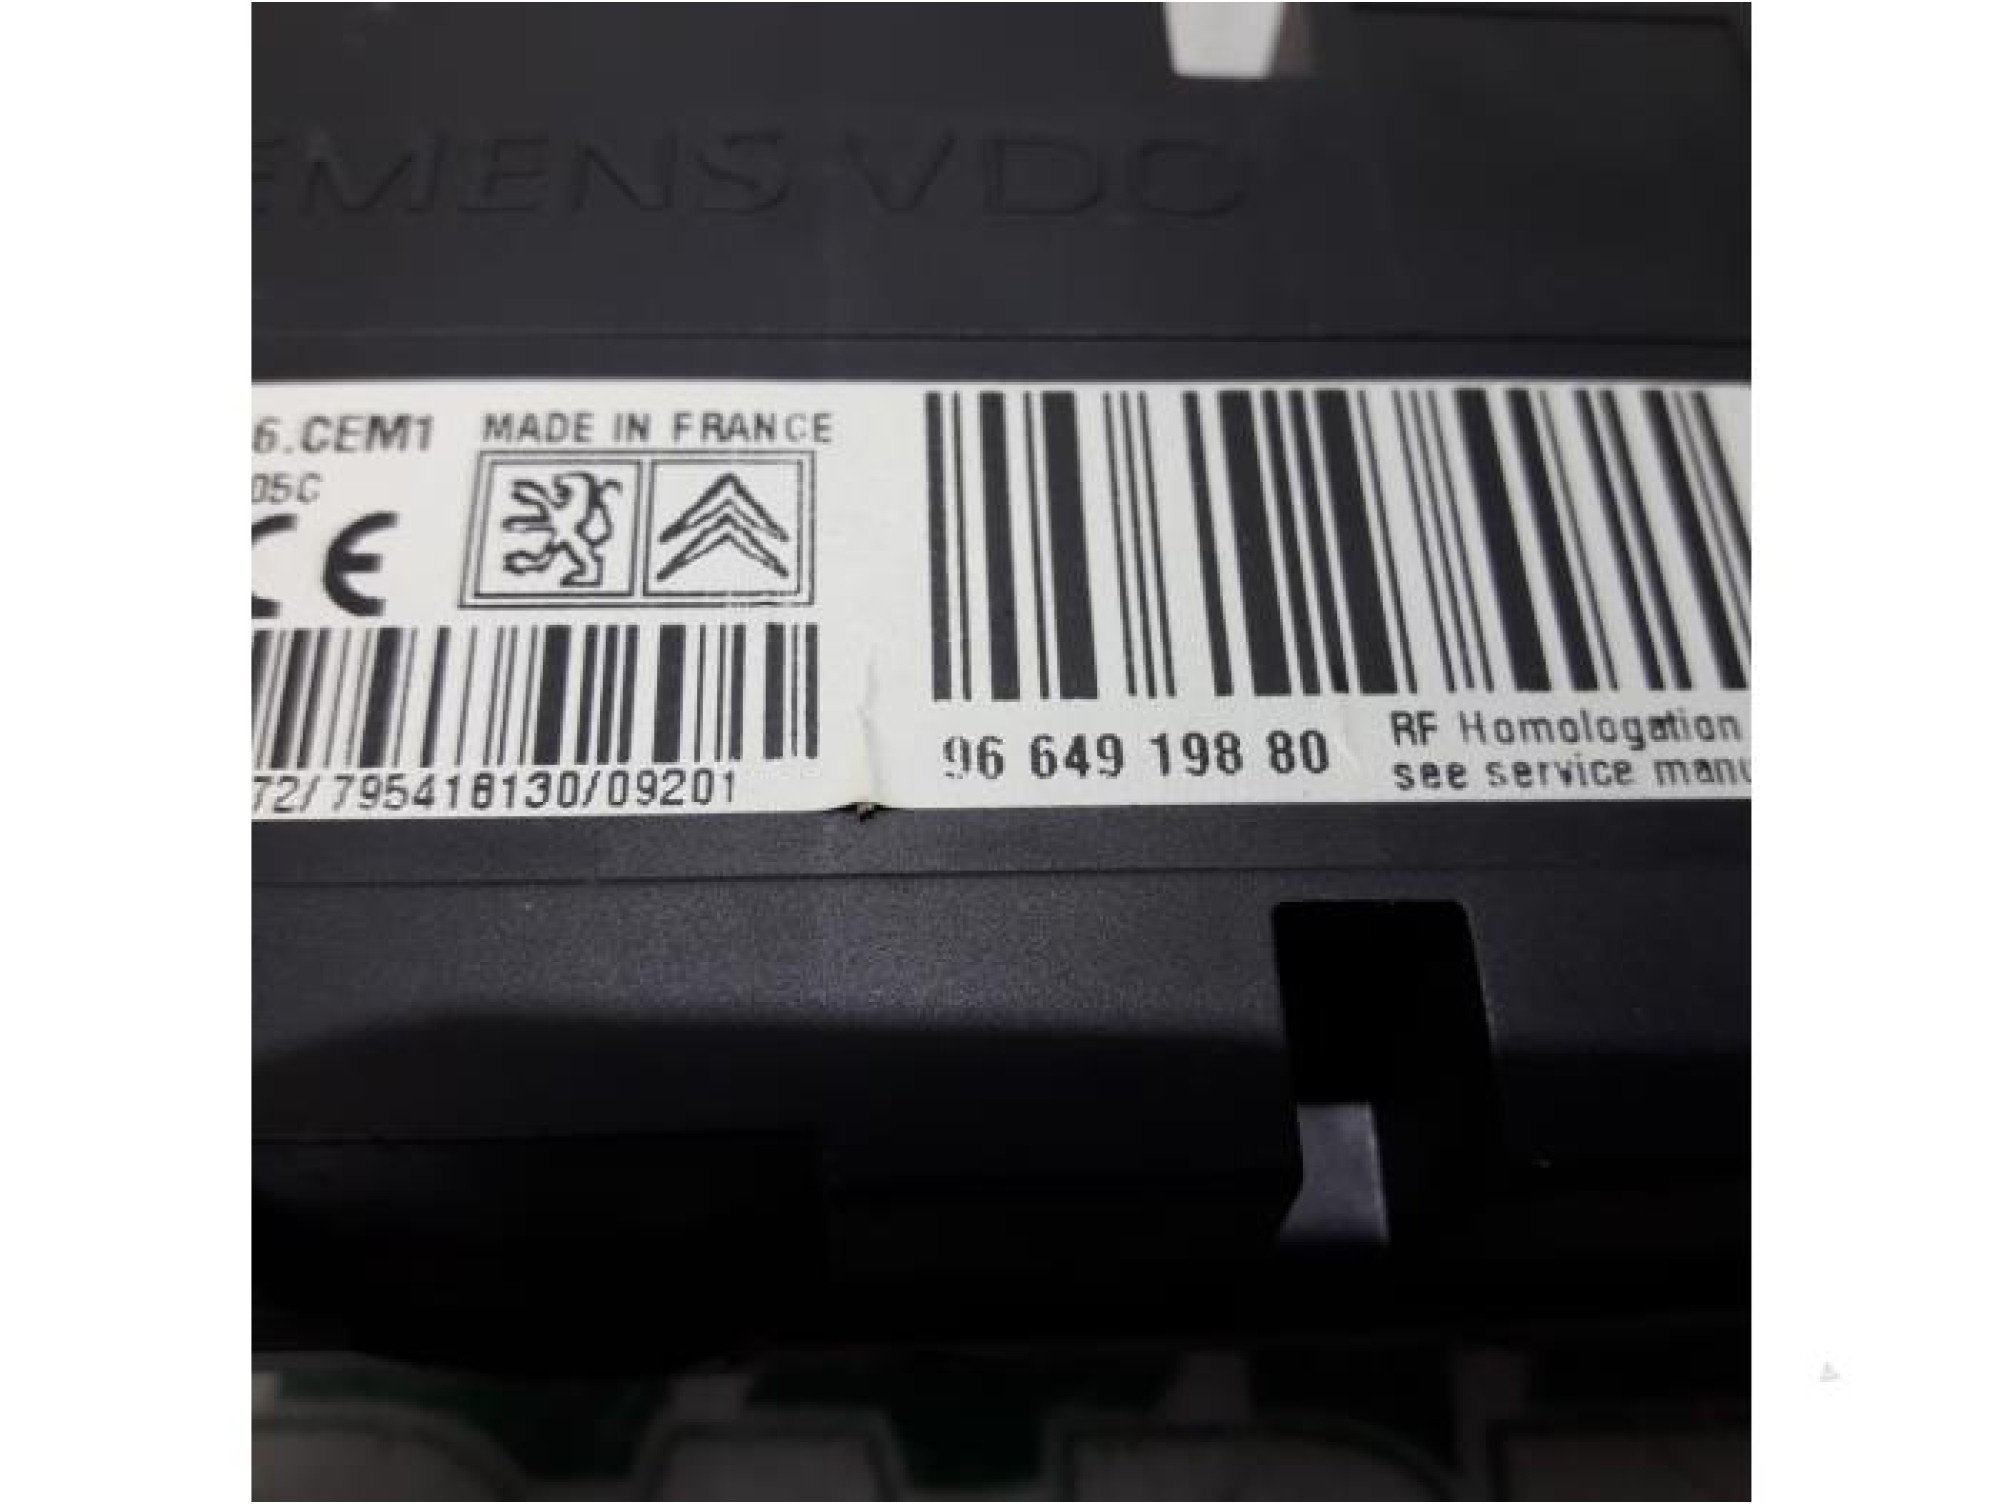 EMENS VDO
6.CEM1
MADE IN FRANCE
05C
CE
72/795418130/09201
96 649 198 80
RF Homologation
see service manu